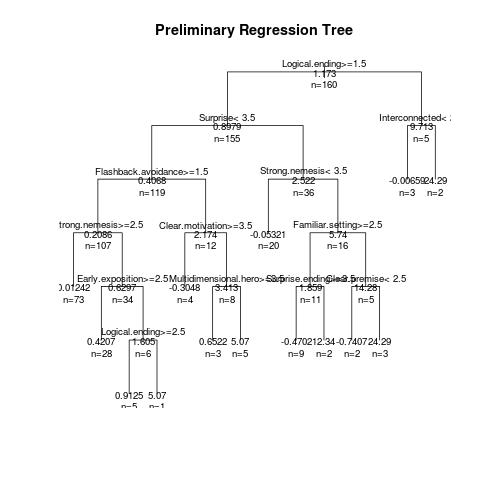 Preliminary Regression Tree
Logical.ending>=1.5
1.173
n=160
Surprise< 3.5
0.8979
n=155
Interconnected<
9.713
n=5
Flashback.avoidance>=1.5
0.4068
n=119
Strong.nemesis< 3.5
2.522
n=36
-0.00659
n=3
24.29
n=2
trong.nemesis>=2.5
0.2086
n=107
Clear.motivation>=3.5
2.174
n=12
-0.05321
n=20
Familiar.setting>=2.5
5.74
n=16
0.01242
n=73
Early.exposition>=2.5
0.6297
n=34
-0.3048
n=4
Multidimensional.hero>=
3.413
n=8
Surprise.ending
1.859
n=11
premise< 2.5
14.28
n=5
0.4207
n=28
Logical.ending>=2.5
1.605
n=6
0.6522
n=3
5.07
n=5
-0.4702
n=9
12.34
n=2
-0.7407
n=2
24.29
n=3
0.9125
n=5
5.07
n=1